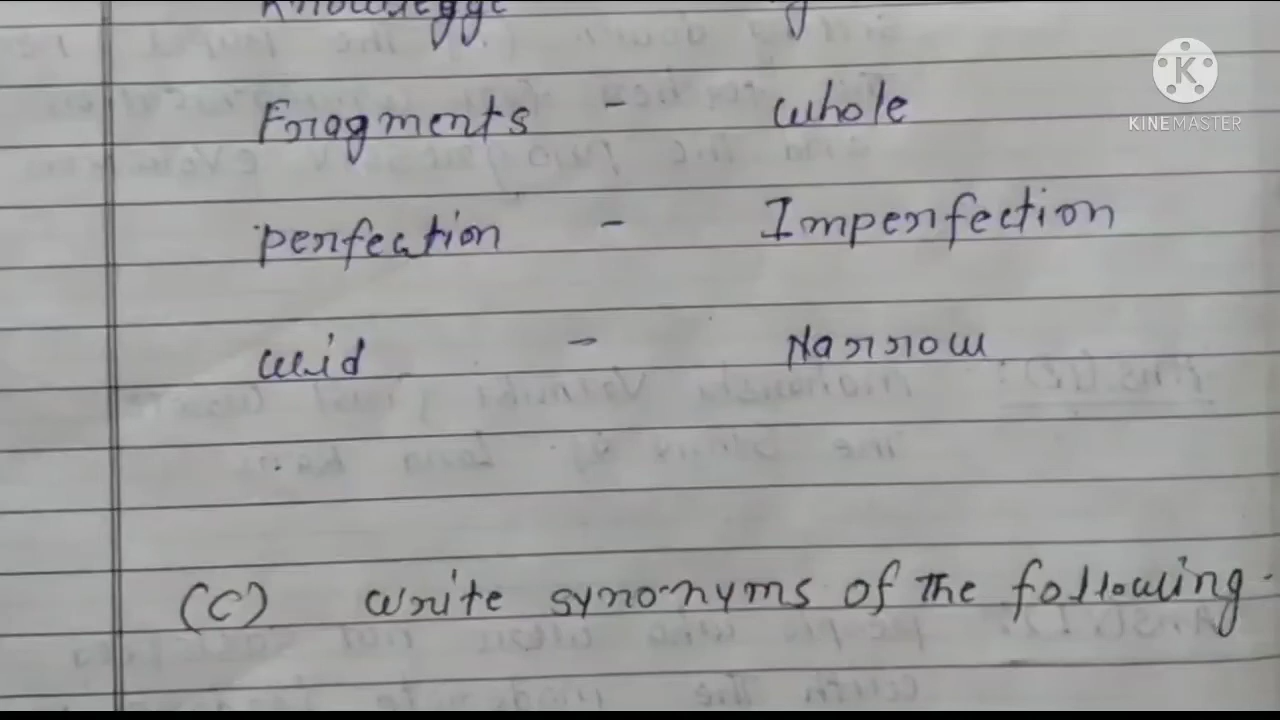 Fragments - whole
perfection - Imperfection
wid - Narrow
(C) write synonyms of the following.
K
KINEMASTER